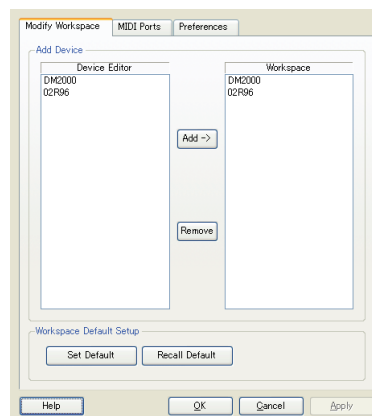 Modify Workspace MIDI Ports Preferences
Add Device
Device Editor Workspace
DM2000 DM2000
02R96 02R96
Add ->
Remove
Workspace Default Setup
Set Default Recall Default
Help OK Cancel Apply